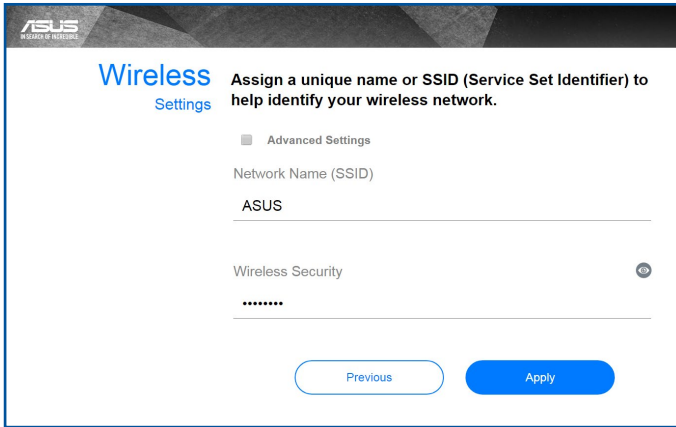 ASUS
IN SEARCH OF INCREDIBLE
Wireless
Settings
Assign a unique name or SSID (Service Set Identifier) to
help identify your wireless network.
Advanced Settings
Network Name (SSID)
ASUS
Wireless Security
••••••••
Previous
Apply